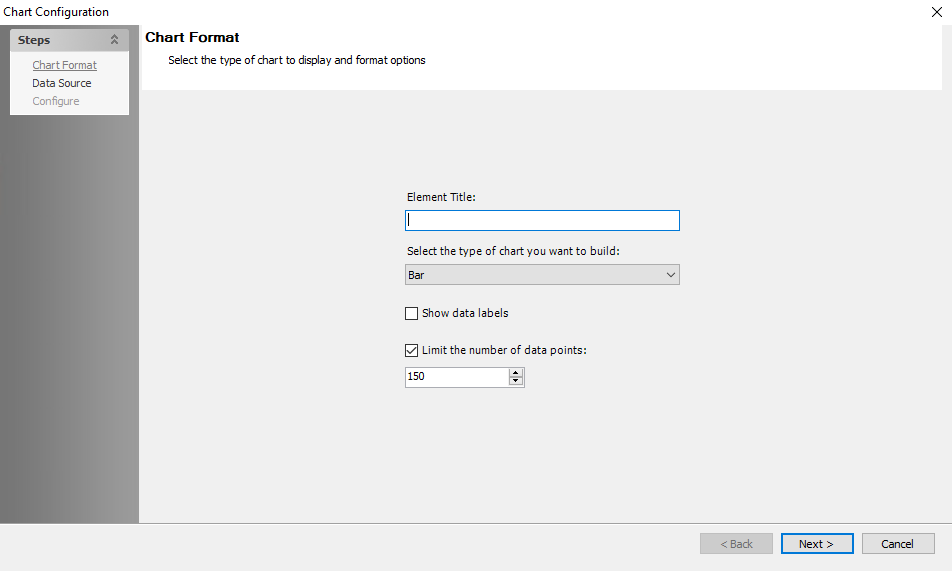 Chart Configuration
Steps
Chart Format
Data Source
Configure
Chart Format
Select the type of chart to display and format options
Element Title:
Select the type of chart you want to build:
Bar
Show data labels
Limit the number of data points:
150
< Back
Next >
Cancel